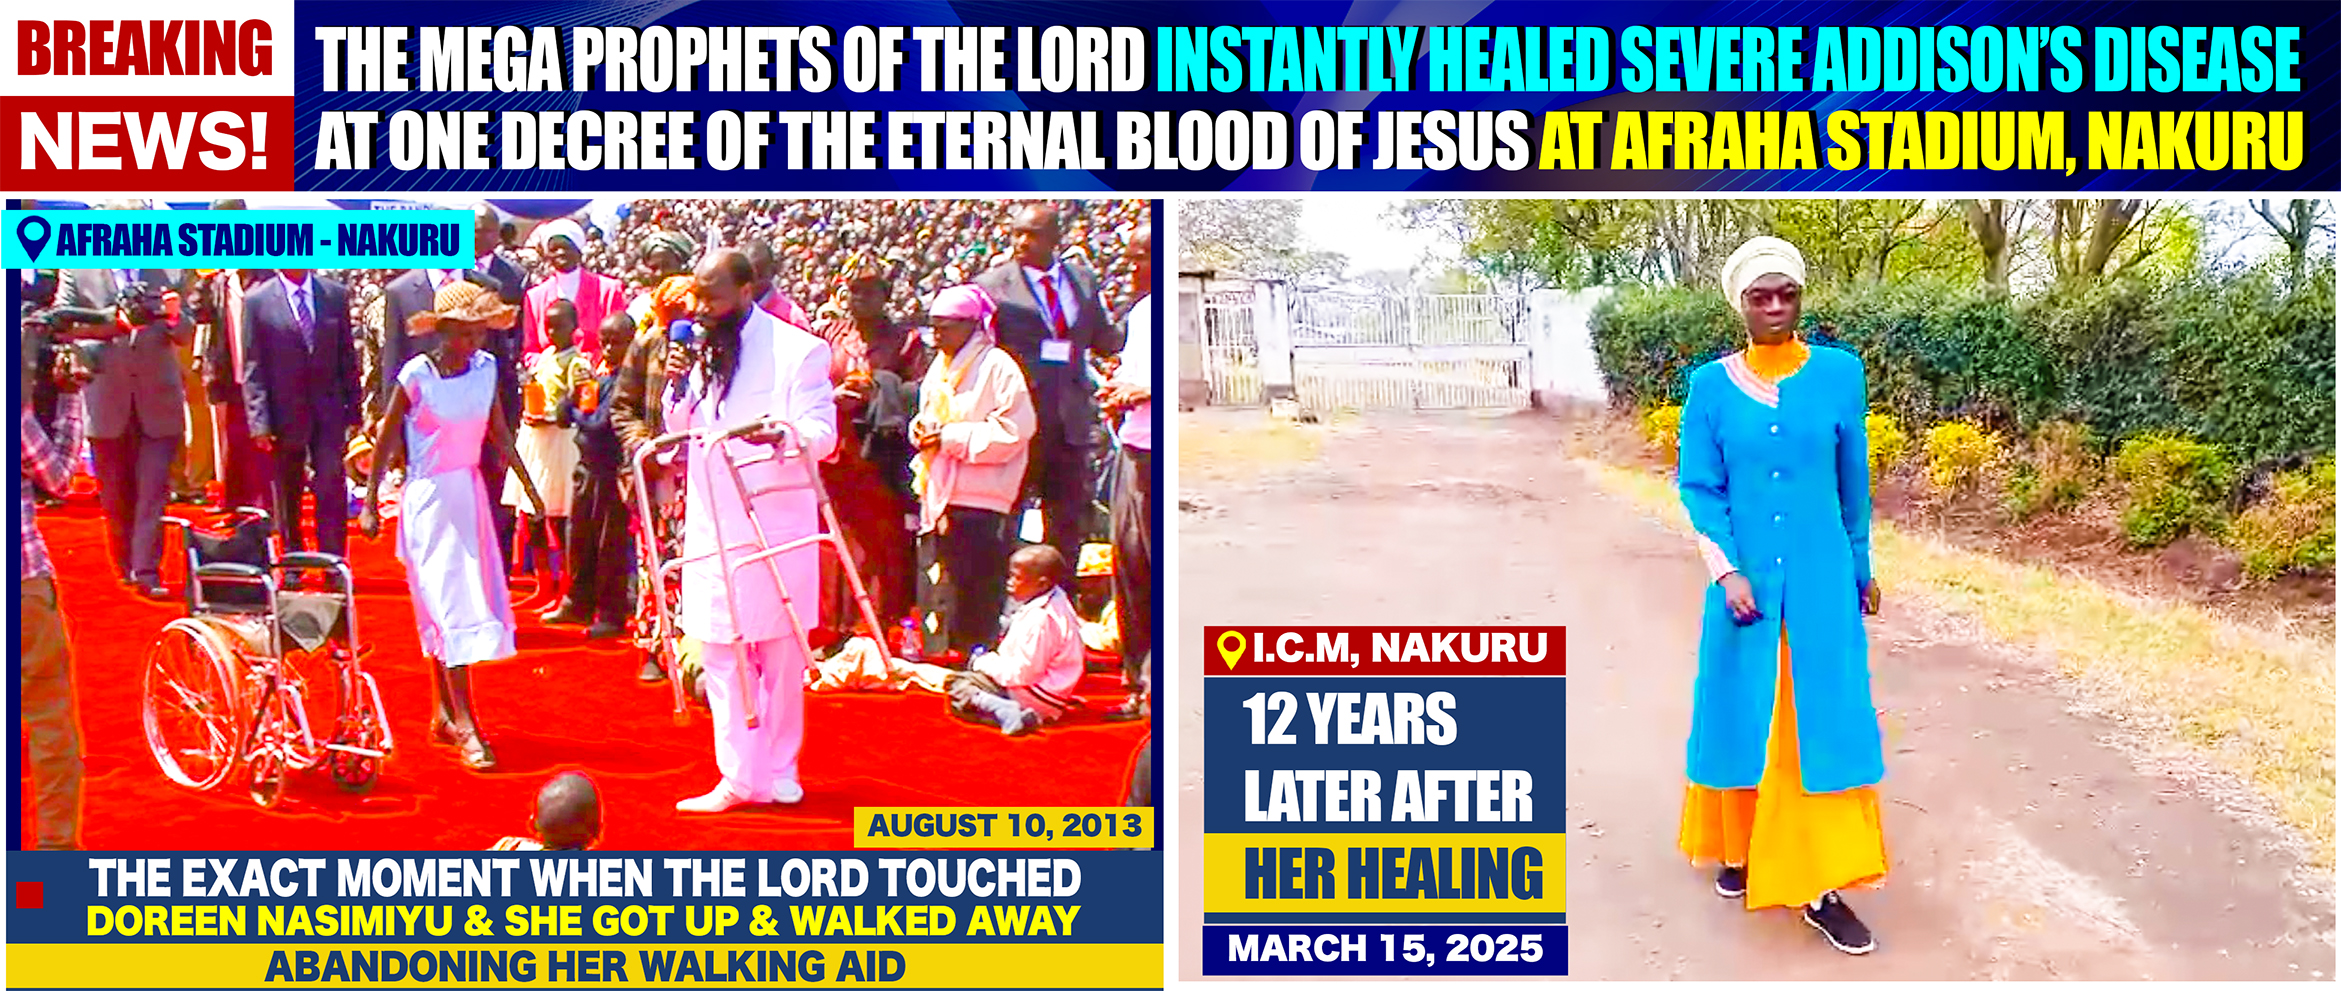 BREAKING
NEWS!
THE MEGA PROPHETS OF THE LORD INSTANTLY HEALED SEVERE ADDISON'S DISEASE
AT ONE DECREE OF THE ETERNAL BLOOD OF JESUS AT AFRAHA STADIUM, NAKURU
AFRAHA STADIUM - NAKURU
AUGUST 10, 2013
THE EXACT MOMENT WHEN THE LORD TOUCHED
DOREEN NASIMIYU & SHE GOT UP & WALKED AWAY
ABANDONING HER WALKING AID
I.C.M, NAKURU
12 YEARS
LATER AFTER
HER HEALING
MARCH 15, 2025